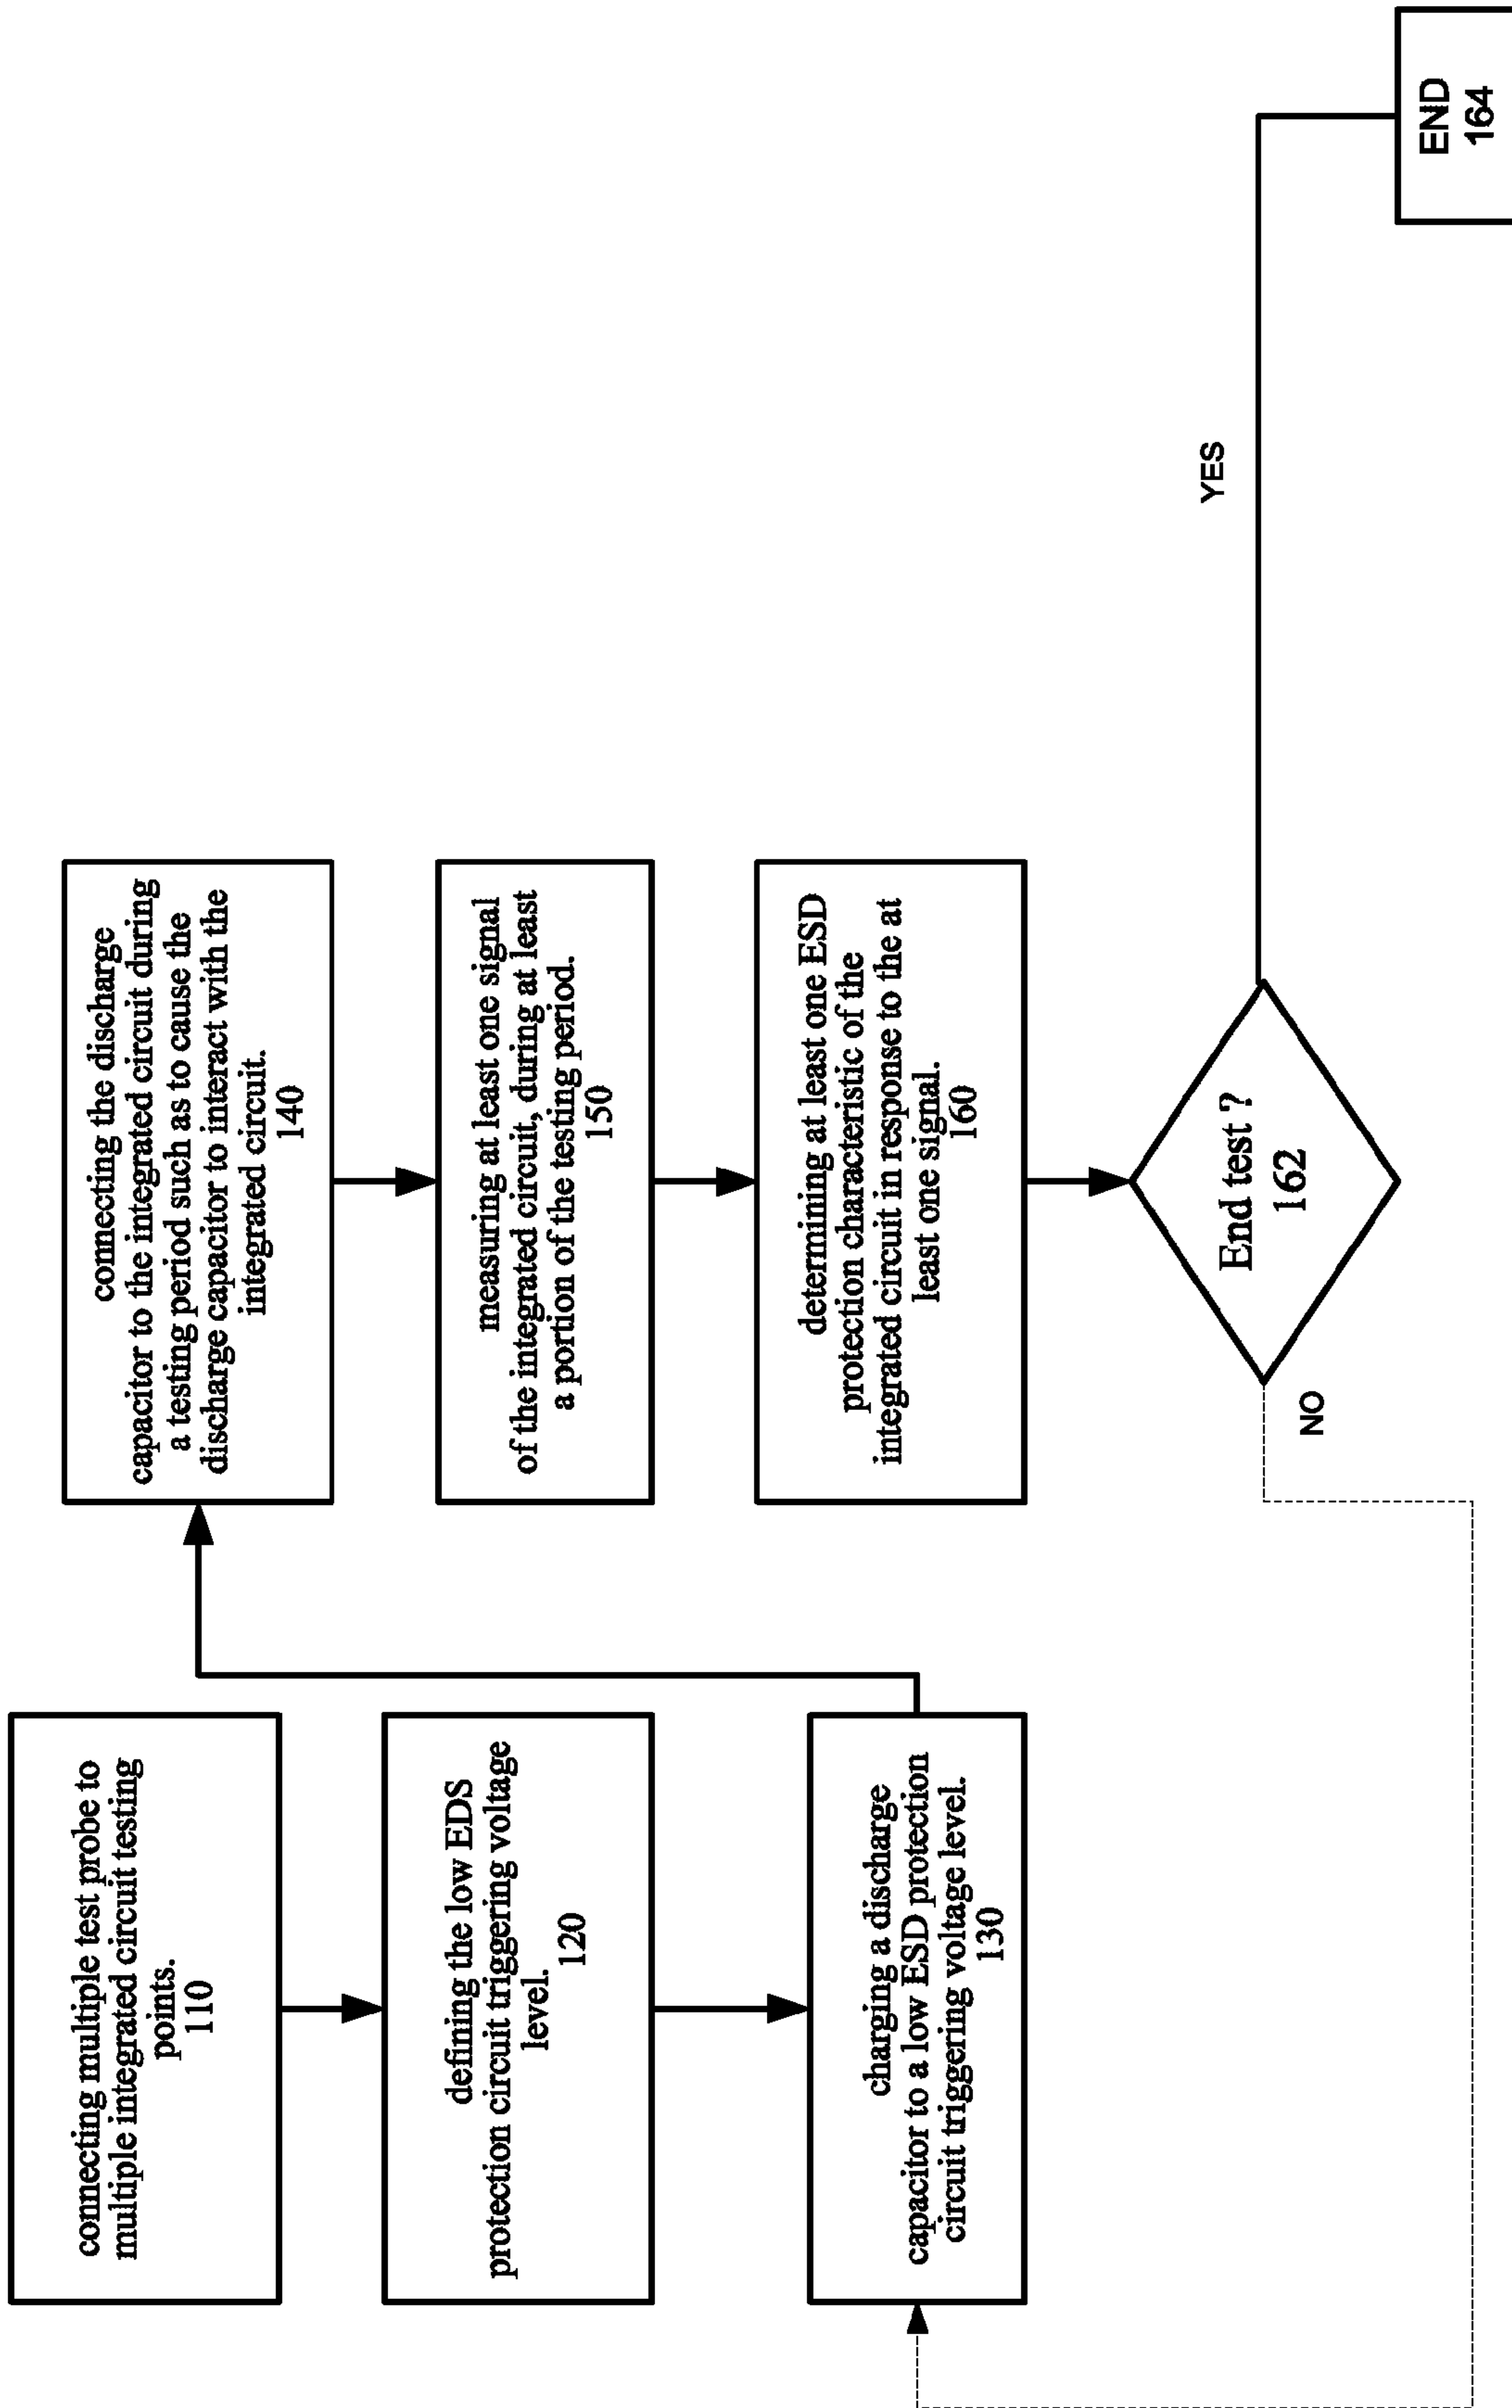 connecting multiple test probe to
multiple integrated circuit testing
points.
110
defining the low EDS
protection circuit triggering voltage
level.
120
charging a discharge
capacitor to a low ESD protection
circuit triggering voltage level.
130
connecting the discharge
capacitor to the integrated circuit during
a testing period such as to cause the
discharge capacitor to interact with the
integrated circuit.
140
measuring at least one signal
of the integrated circuit, during at least
a portion of the testing period.
150
determining at least one ESD
protection characteristic of the
integrated circuit in response to the at
least one signal.
160
End test ?
162
NO
YES
END
164